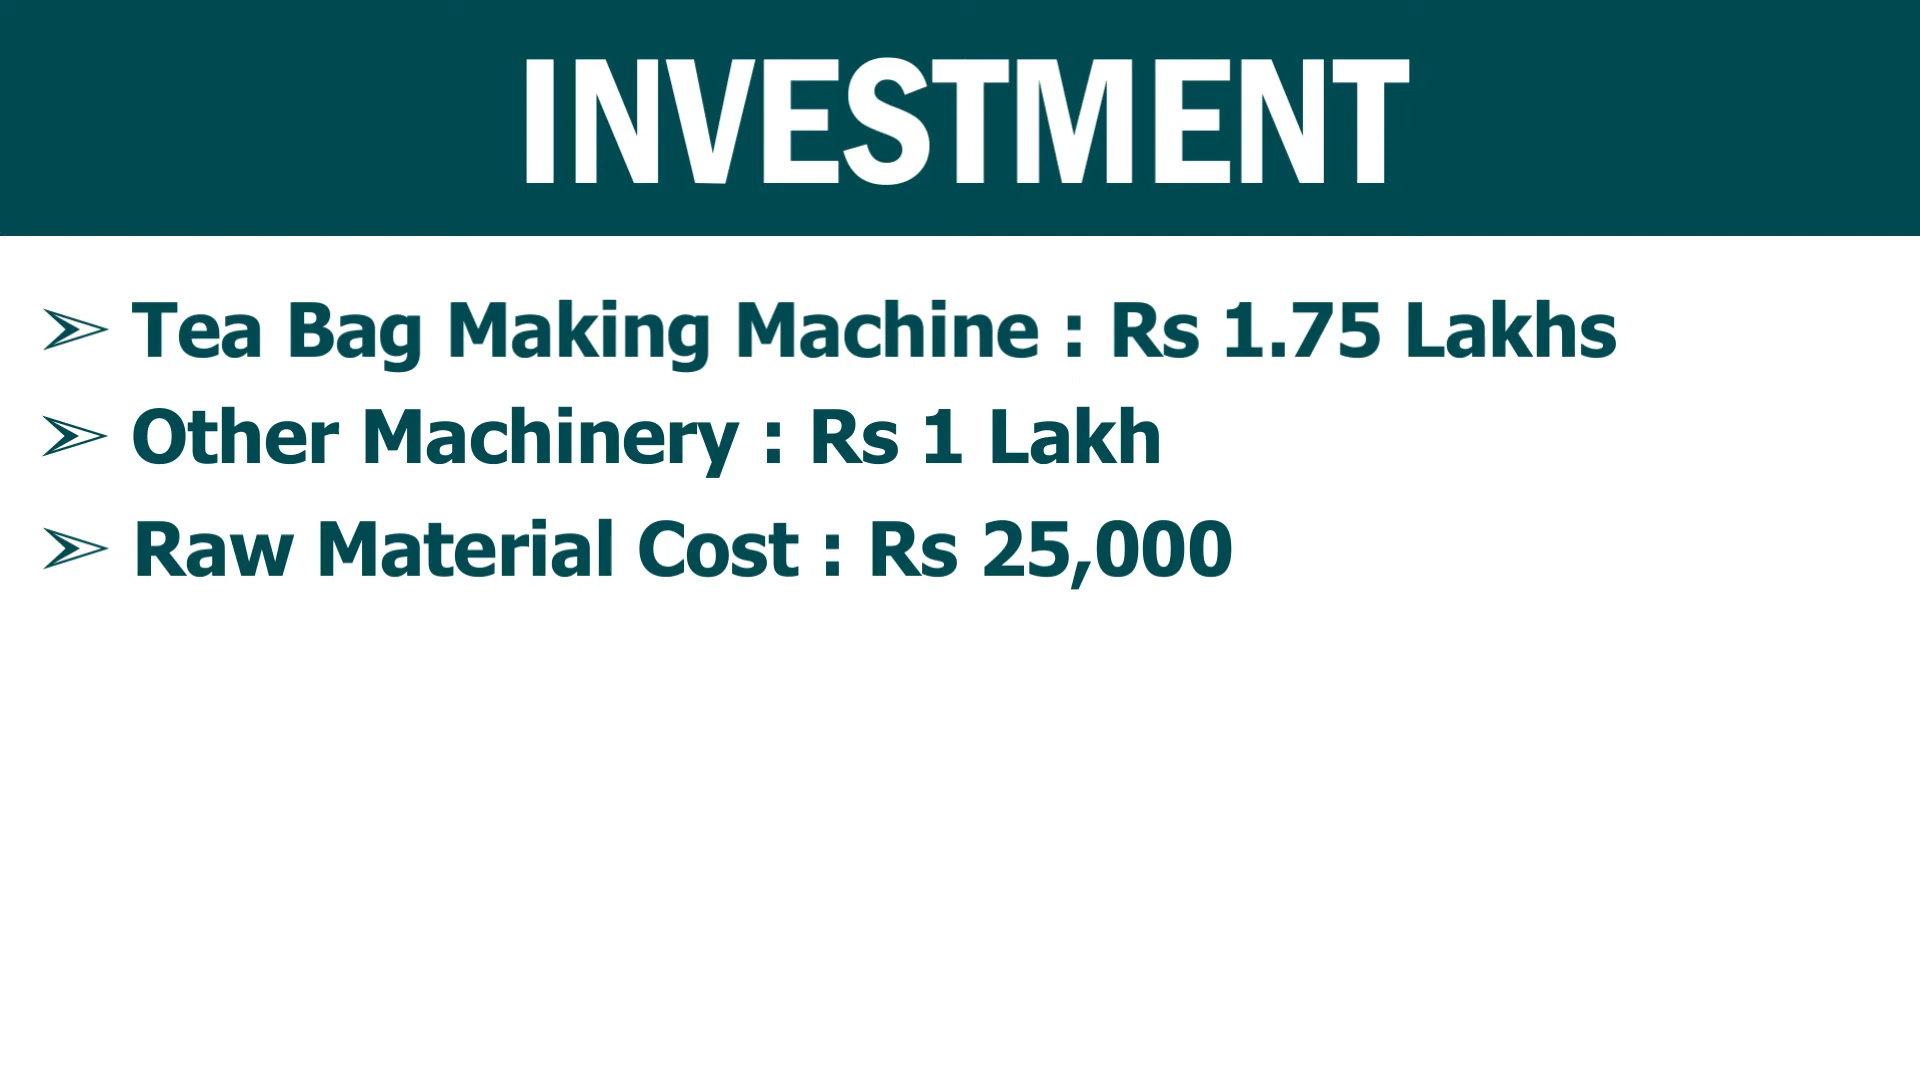 INVESTMENT
➢ Tea Bag Making Machine : Rs 1.75 Lakhs
➢ Other Machinery : Rs 1 Lakh
➢ Raw Material Cost : Rs 25,000